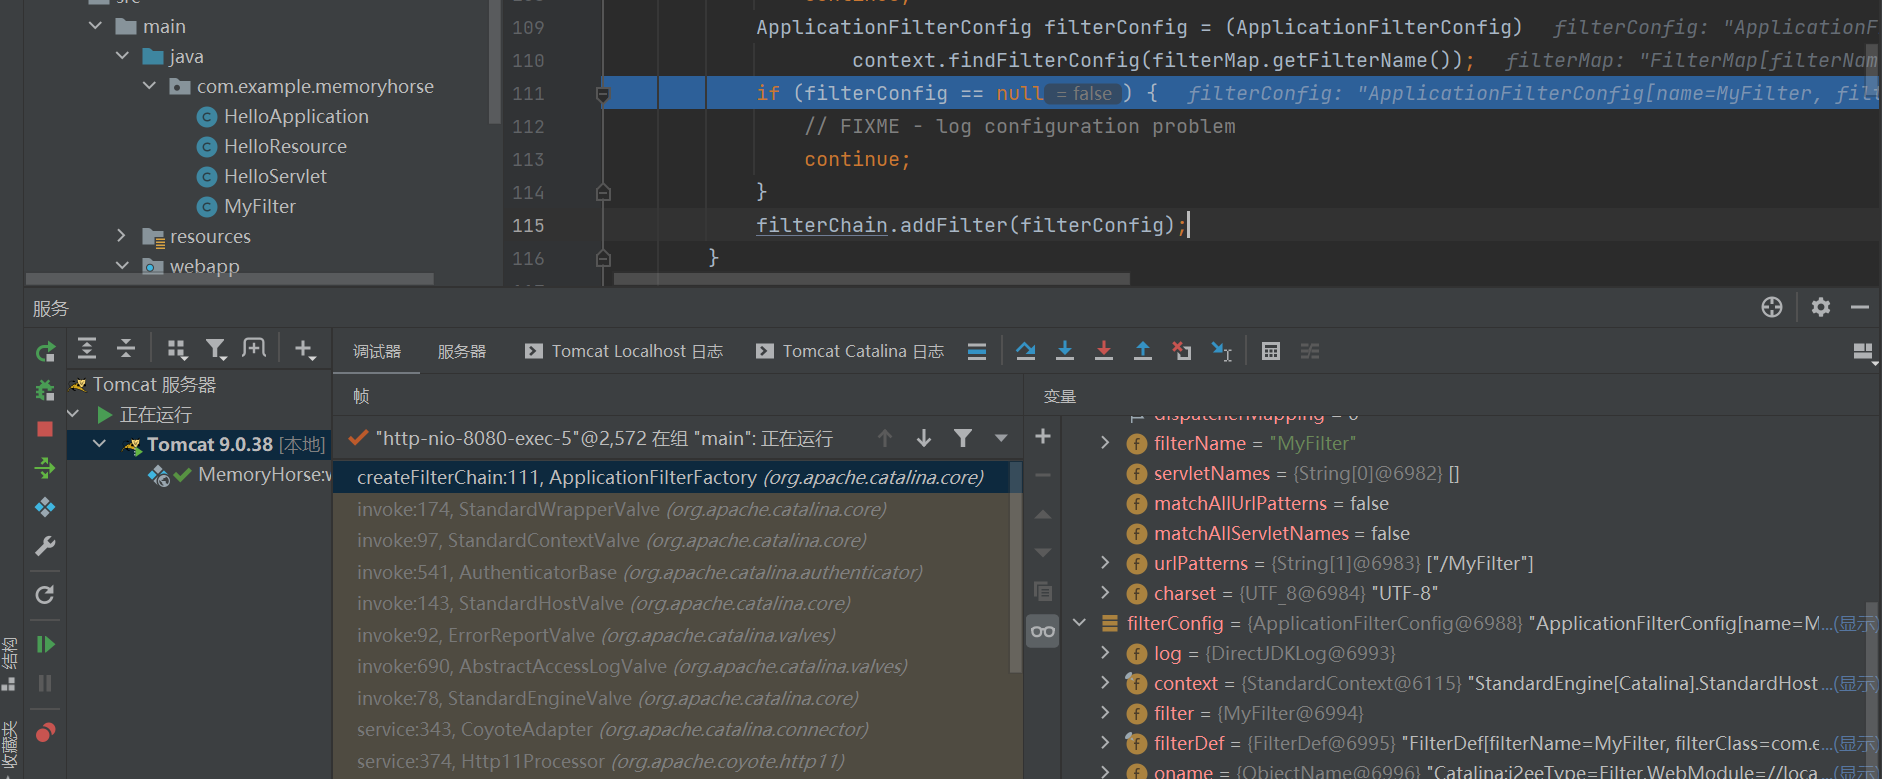 src
main
java
com.example.memoryhorse
HelloApplication
HelloResource
HelloServlet
MyFilter
resources
webapp
continue;
109 ApplicationFilterConfig filterConfig = (ApplicationFilterConfig) filterConfig: "ApplicationF
110 context.findFilterConfig(filterMap.getFilterName()); filterMap: "FilterMap[filterNam
111 if (filterConfig == null = false ) { filterConfig: "ApplicationFilterConfig[name=MyFilter, filt
112 // FIXME - log configuration problem
113 continue;
114 }
115 filterChain.addFilter(filterConfig);
116 }
服务
调试器 服务器 Tomcat Localhost 日志 Tomcat Catalina 日志
Tomcat 服务器
正在运行
Tomcat 9.0.38 [本地]
MemoryHorse:w
结构
收藏夹
帧
"http-nio-8080-exec-5"@2,572 在组 "main": 正在运行
createFilterChain:111, ApplicationFilterFactory (org.apache.catalina.core)
invoke:174, StandardWrapperValve (org.apache.catalina.core)
invoke:97, StandardContextValve (org.apache.catalina.core)
invoke:541, AuthenticatorBase (org.apache.catalina.authenticator)
invoke:143, StandardHostValve (org.apache.catalina.core)
invoke:92, ErrorReportValve (org.apache.catalina.valves)
invoke:690, AbstractAccessLogValve (org.apache.catalina.valves)
invoke:78, StandardEngineValve (org.apache.catalina.core)
service:343, CoyoteAdapter (org.apache.catalina.connector)
service:374, Http11Processor (org.apache.coyote.http11)
变量
dispatcherMapping = 0
filterName = "MyFilter"
servletNames = {String[0]@6982} []
matchAllUrlPatterns = false
matchAllServletNames = false
urlPatterns = {String[1]@6983} ["/MyFilter"]
charset = {UTF_8@6984} "UTF-8"
filterConfig = {ApplicationFilterConfig@6988} "ApplicationFilterConfig[name=M ...(显示)
log = {DirectJDKLog@6993}
context = {StandardContext@6115} "StandardEngine[Catalina].StandardHost ...(显示)
filter = {MyFilter@6994}
filterDef = {FilterDef@6995} "FilterDef[filterName=MyFilter, filterClass=com.e ...(显示)
oname = {ObjectName@6996} "Catalina:j2eeType=Filter,WebModule=//loca ...(显示)